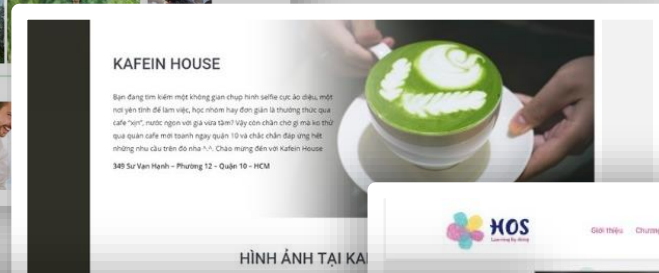 KAFEIN HOUSE
Bạn đang tìm kiếm một không gian chụp hình selfie cực ảo diệu, một
nơi yên tĩnh để làm việc, học nhóm hay đơn giản là thưởng thức quá
cafe "xịn", nước ngon với giá vừa tầm? Vậy còn chần chờ gì mà ko thử
qua quán cafe mới toanh ngay quận 10 và chắc chắn đáp ứng hết
những nhu cầu trên đó nha ^.^. Chào mừng đến với Kafein House
349 Sư Vạn Hạnh – Phường 12 – Quận 10 – HCM
HÌNH ẢNH TẠI KA
HOS
Learning By doing
Giới thiệu Chương